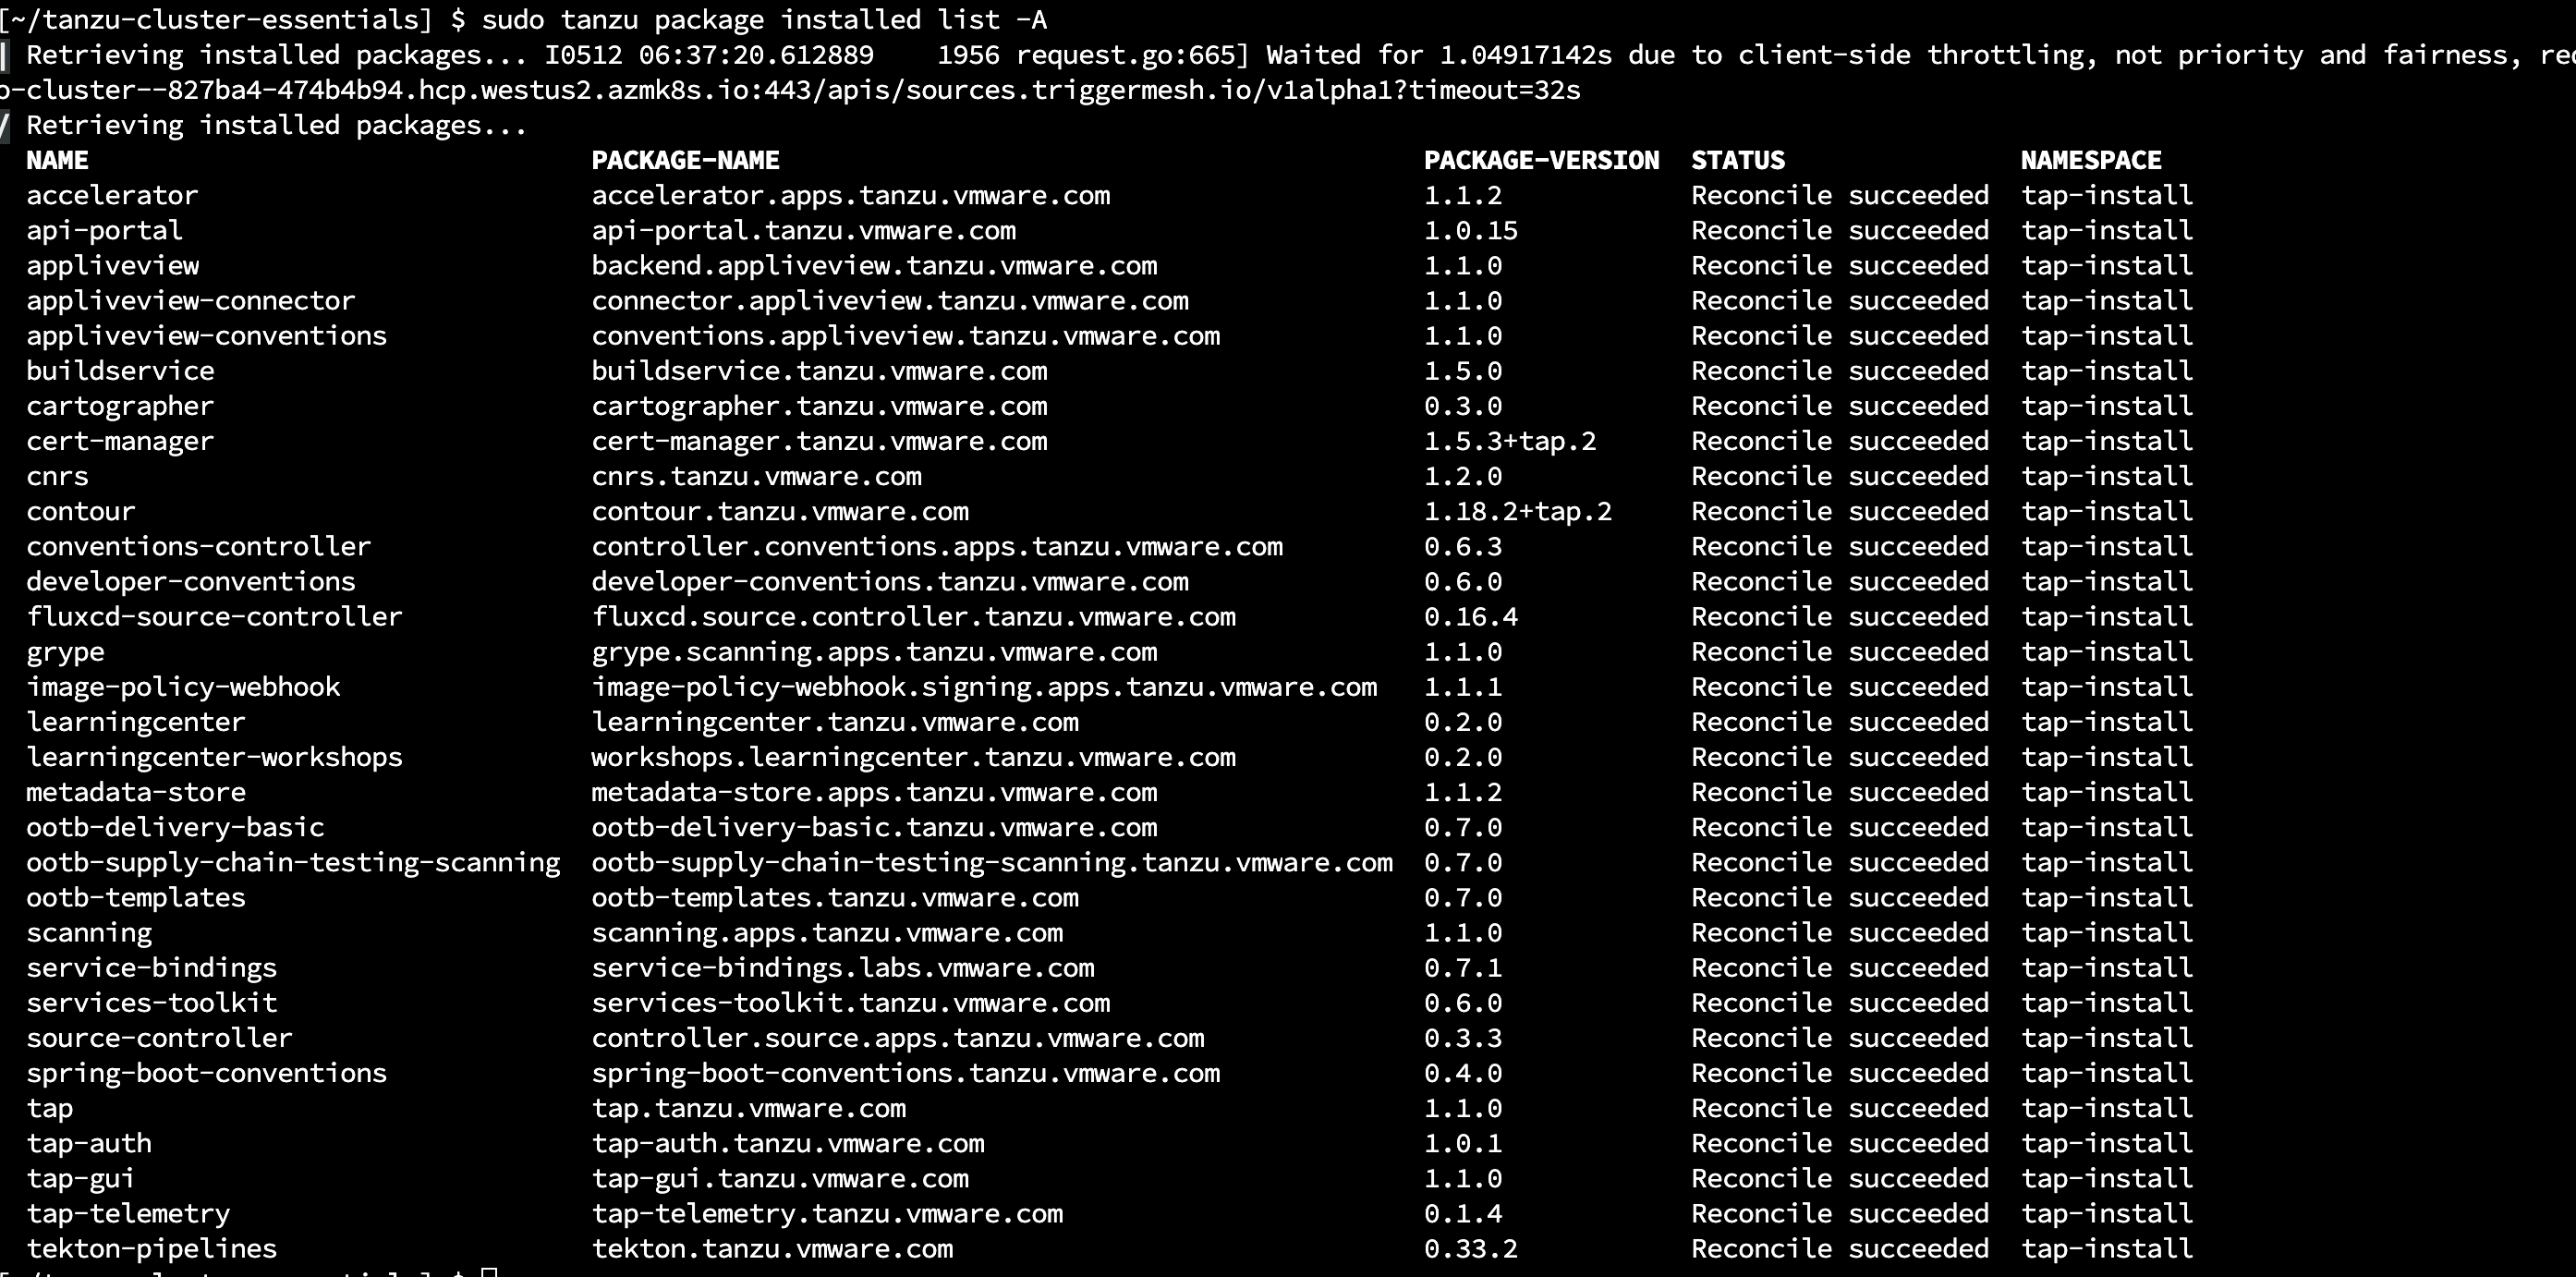 [~/tanzu-cluster-essentials] $ sudo tanzu package installed list -A
| Retrieving installed packages... I0512 06:37:20.612889    1956 request.go:665] Waited for 1.04917142s due to client-side throttling, not priority and fairness,
o-cluster--827ba4-474b4b94.hcp.westus2.azmk8s.io:443/apis/sources.triggermesh.io/v1alpha1?timeout=32s
/ Retrieving installed packages...
NAME PACKAGE-NAME PACKAGE-VERSION STATUS NAMESPACE
accelerator accelerator.apps.tanzu.vmware.com 1.1.2 Reconcile succeeded tap-install
api-portal api-portal.tanzu.vmware.com 1.0.15 Reconcile succeeded tap-install
appliveview backend.appliveview.tanzu.vmware.com 1.1.0 Reconcile succeeded tap-install
appliveview-connector connector.appliveview.tanzu.vmware.com 1.1.0 Reconcile succeeded tap-install
appliveview-conventions conventions.appliveview.tanzu.vmware.com 1.1.0 Reconcile succeeded tap-install
buildservice buildservice.tanzu.vmware.com 1.5.0 Reconcile succeeded tap-install
cartographer cartographer.tanzu.vmware.com 0.3.0 Reconcile succeeded tap-install
cert-manager cert-manager.tanzu.vmware.com 1.5.3+tap.2 Reconcile succeeded tap-install
cnrs cnrs.tanzu.vmware.com 1.2.0 Reconcile succeeded tap-install
contour contour.tanzu.vmware.com 1.18.2+tap.2 Reconcile succeeded tap-install
conventions-controller controller.conventions.apps.tanzu.vmware.com 0.6.3 Reconcile succeeded tap-install
developer-conventions developer-conventions.tanzu.vmware.com 0.6.0 Reconcile succeeded tap-install
fluxcd-source-controller fluxcd.source.controller.tanzu.vmware.com 0.16.4 Reconcile succeeded tap-install
grype grype.scanning.apps.tanzu.vmware.com 1.1.0 Reconcile succeeded tap-install
image-policy-webhook image-policy-webhook.signing.apps.tanzu.vmware.com 1.1.1 Reconcile succeeded tap-install
learningcenter learningcenter.tanzu.vmware.com 0.2.0 Reconcile succeeded tap-install
learningcenter-workshops workshops.learningcenter.tanzu.vmware.com 0.2.0 Reconcile succeeded tap-install
metadata-store metadata-store.apps.tanzu.vmware.com 1.1.2 Reconcile succeeded tap-install
ootb-delivery-basic ootb-delivery-basic.tanzu.vmware.com 0.7.0 Reconcile succeeded tap-install
ootb-supply-chain-testing-scanning ootb-supply-chain-testing-scanning.tanzu.vmware.com 0.7.0 Reconcile succeeded tap-install
ootb-templates ootb-templates.tanzu.vmware.com 0.7.0 Reconcile succeeded tap-install
scanning scanning.apps.tanzu.vmware.com 1.1.0 Reconcile succeeded tap-install
service-bindings service-bindings.labs.vmware.com 0.7.1 Reconcile succeeded tap-install
services-toolkit services-toolkit.tanzu.vmware.com 0.6.0 Reconcile succeeded tap-install
source-controller controller.source.apps.tanzu.vmware.com 0.3.3 Reconcile succeeded tap-install
spring-boot-conventions spring-boot-conventions.tanzu.vmware.com 0.4.0 Reconcile succeeded tap-install
tap tap.tanzu.vmware.com 1.1.0 Reconcile succeeded tap-install
tap-auth tap-auth.tanzu.vmware.com 1.0.1 Reconcile succeeded tap-install
tap-gui tap-gui.tanzu.vmware.com 1.1.0 Reconcile succeeded tap-install
tap-telemetry tap-telemetry.tanzu.vmware.com 0.1.4 Reconcile succeeded tap-install
tekton-pipelines tekton.tanzu.vmware.com 0.33.2 Reconcile succeeded tap-install